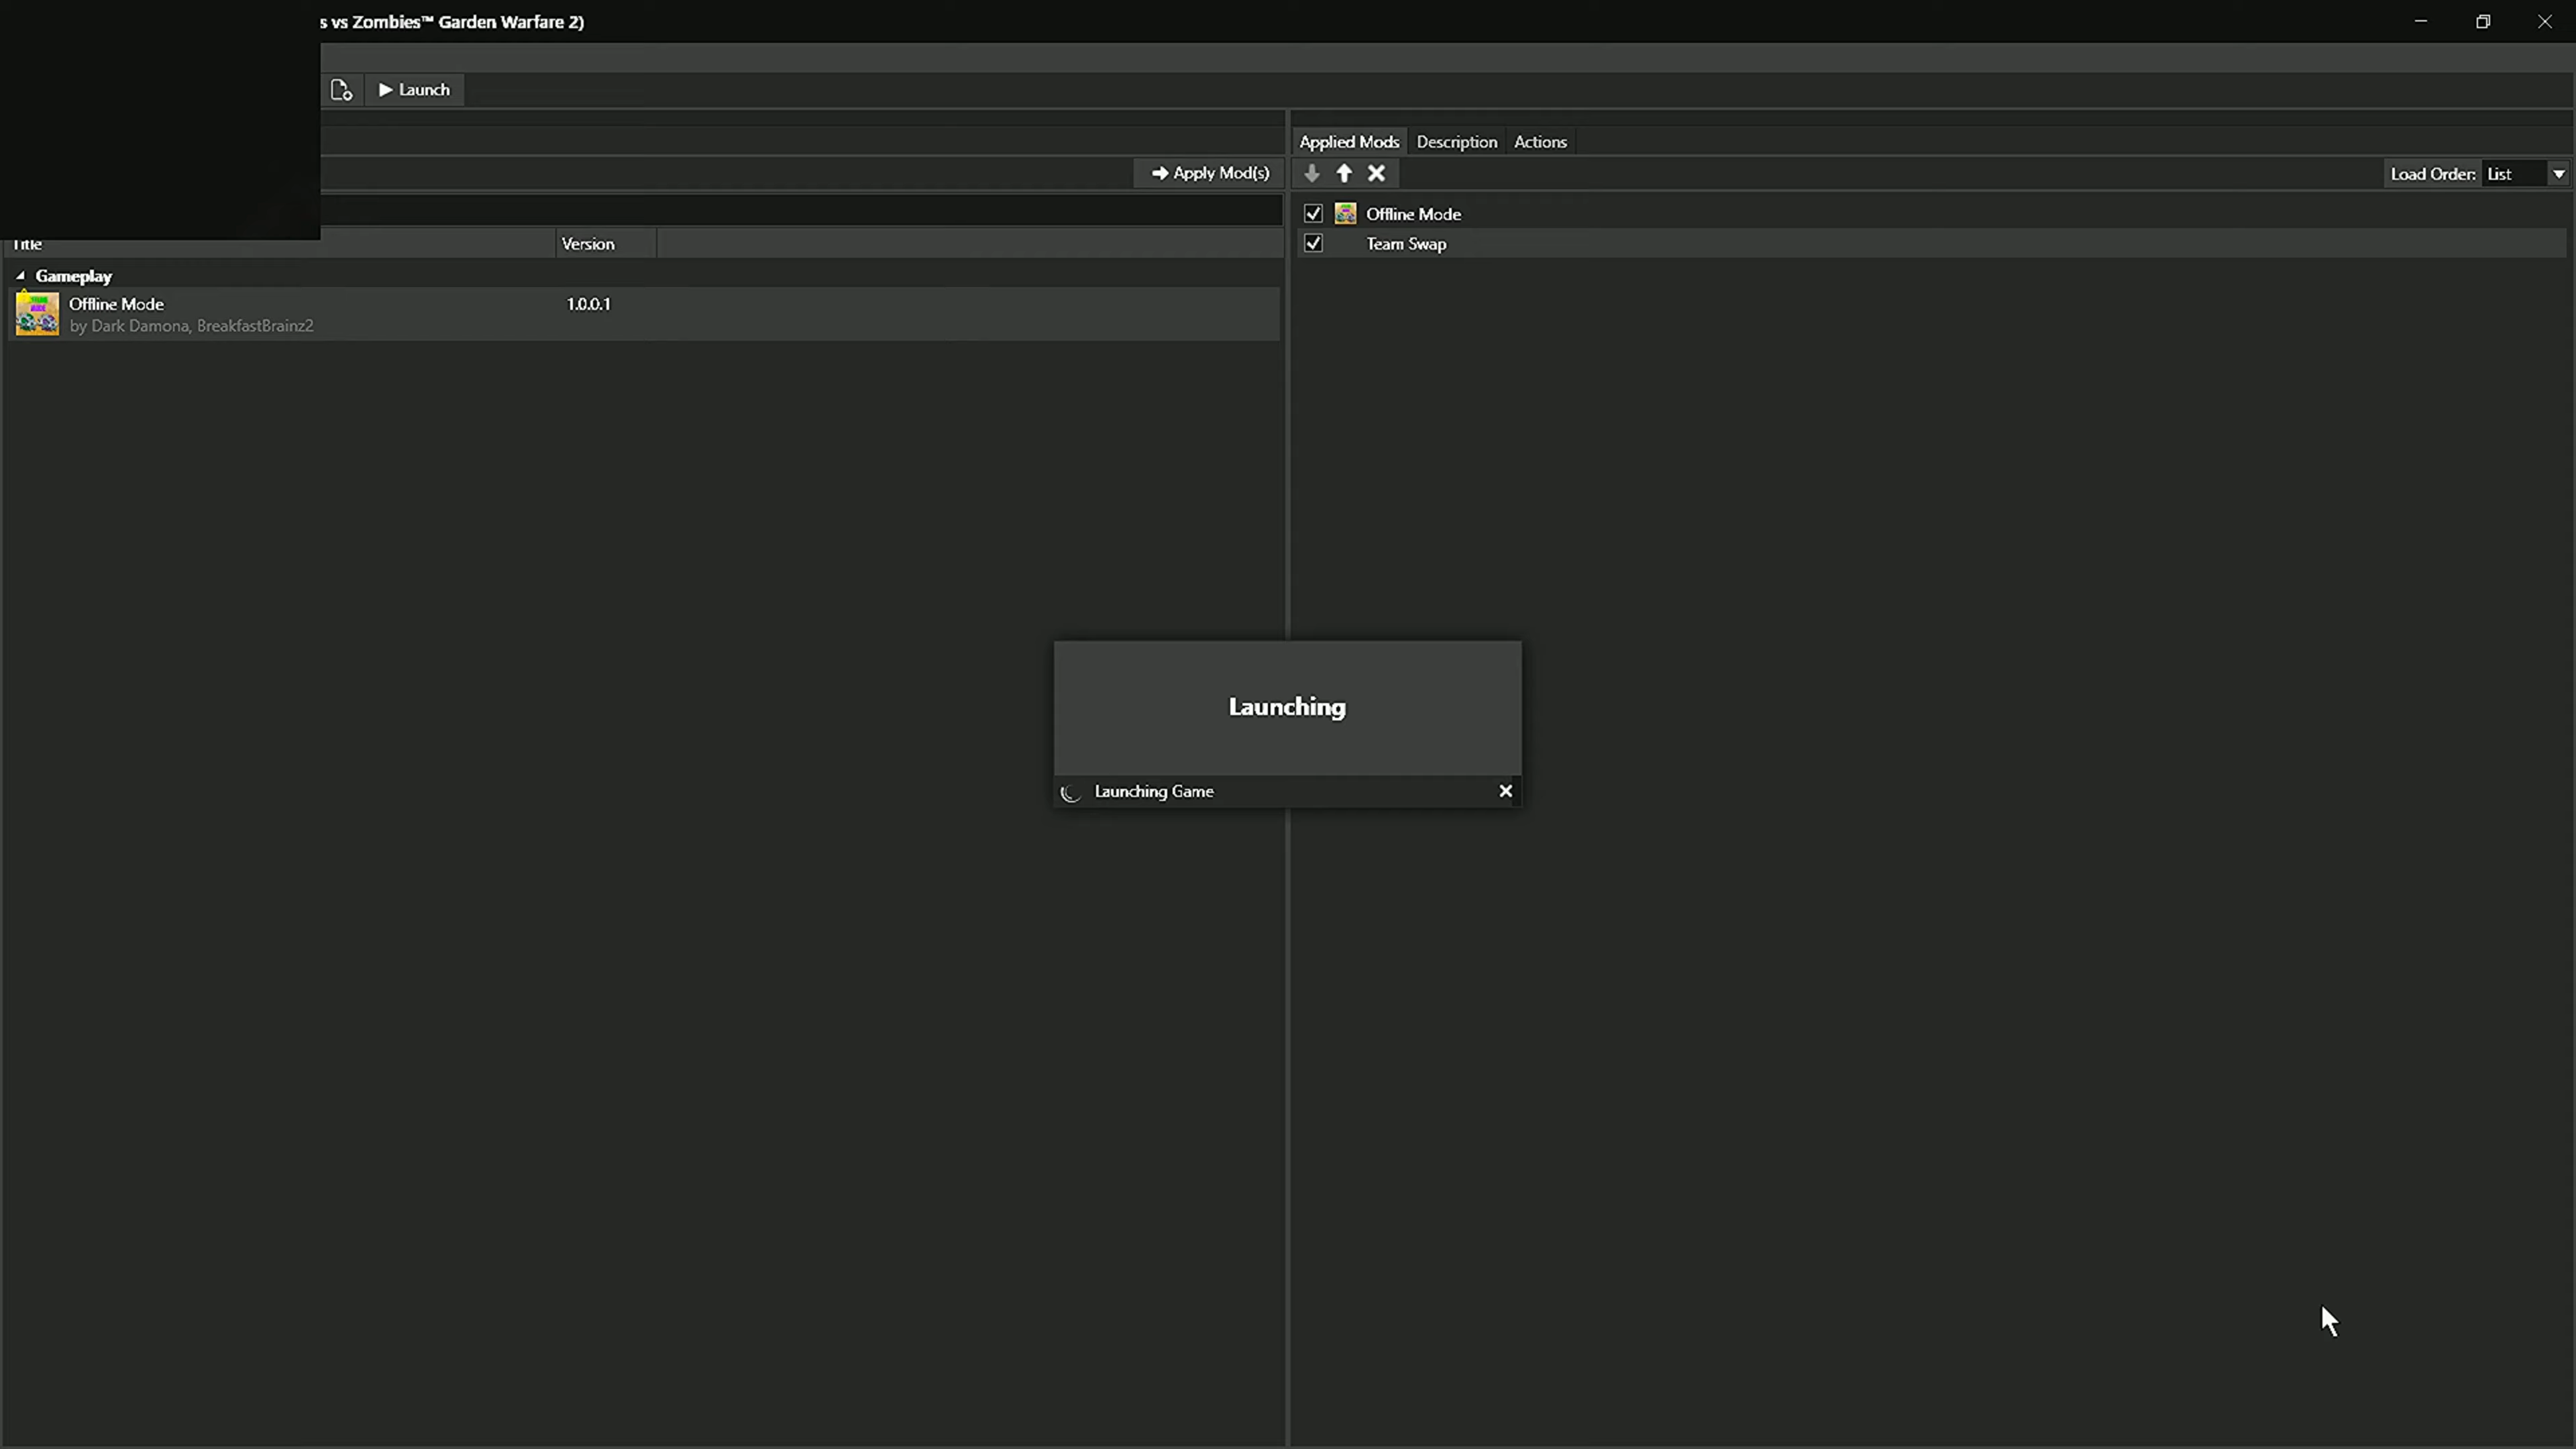 s vs Zombies™ Garden Warfare 2)
Launch
Applied Mods Description Actions
Apply Mod(s)
Load Order: List
Offline Mode
Team Swap
Title Version
Gameplay
Offline Mode 1.0.0.1
by Dark Damona, BreakfastBrainz2
Launching
Launching Game